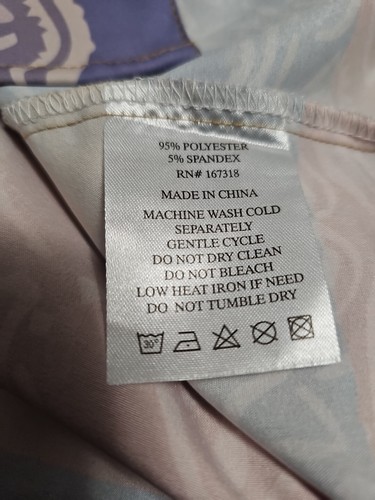 95% POLYESTER
5% SPANDEX
RN# 167318
MADE IN CHINA
MACHINE WASH COLD
SEPARATELY
GENTLE CYCLE
DO NOT DRY CLEAN
DO NOT BLEACH
LOW HEAT IRON IF NEED
DO NOT TUMBLE DRY
30°